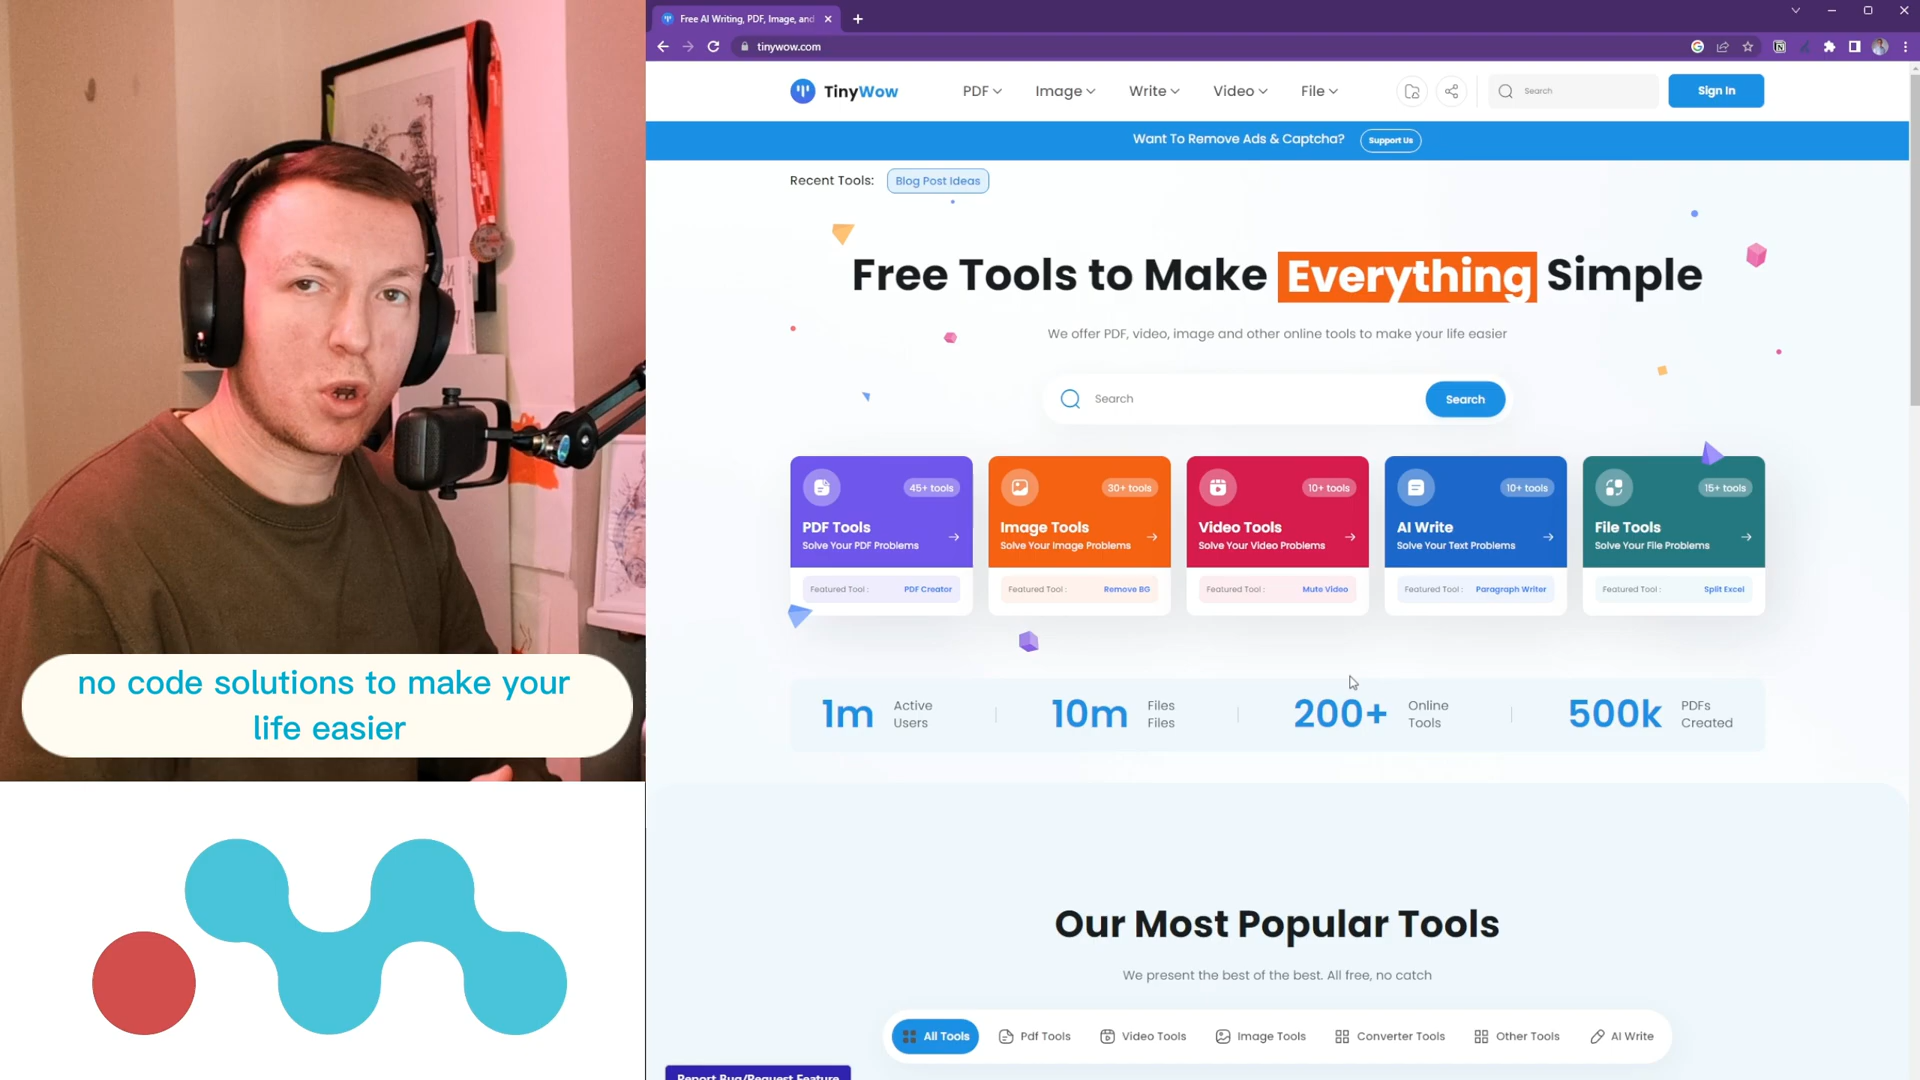 no code solutions to make your
life easier
Free AI Writing, PDF, Image, and
tinywow.com
TinyWow
PDF
Image
Write
Video
File
Search
Sign In
Want To Remove Ads & Captcha?
Support Us
Recent Tools:
Blog Post Ideas
Free Tools to Make Everything Simple
We offer PDF, video, image and other online tools to make your life easier
Search
Search
45+ tools
PDF Tools
Solve Your PDF Problems
Featured Tool :
PDF Creator
30+ tools
Image Tools
Solve Your Image Problems
Featured Tool :
Remove BG
10+ tools
Video Tools
Solve Your Video Problems
Featured Tool :
Mute Video
10+ tools
AI Write
Solve Your Text Problems
Featured Tool :
Paragraph Writer
15+ tools
File Tools
Solve Your File Problems
Featured Tool :
Split Excel
1m
Active
Users
10m
Files
Files
200+
Online
Tools
500k
PDFs
Created
Our Most Popular Tools
We present the best of the best. All free, no catch
All Tools
Pdf Tools
Video Tools
Image Tools
Converter Tools
Other Tools
AI Write
Report Bug/Request Feature